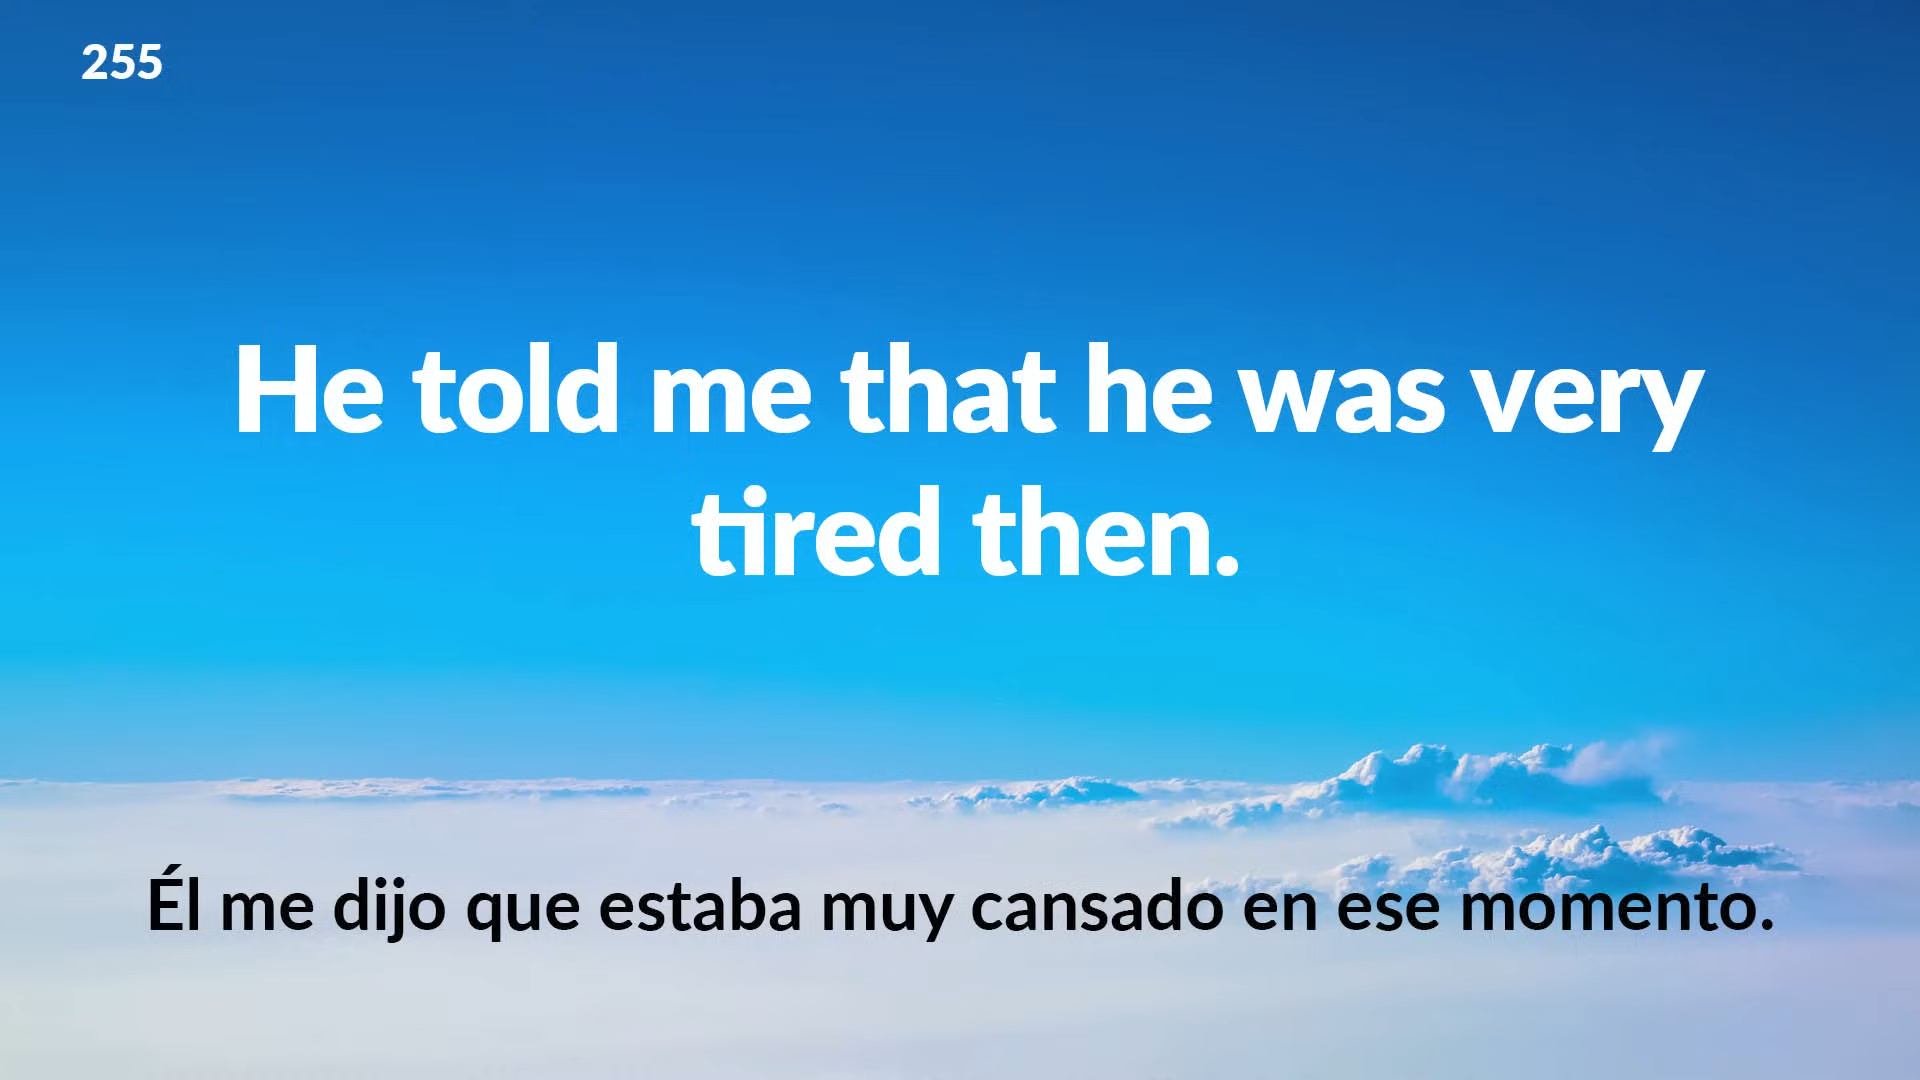 255
He told me that he was very
tired then.
Él me dijo que estaba muy cansado en ese momento.